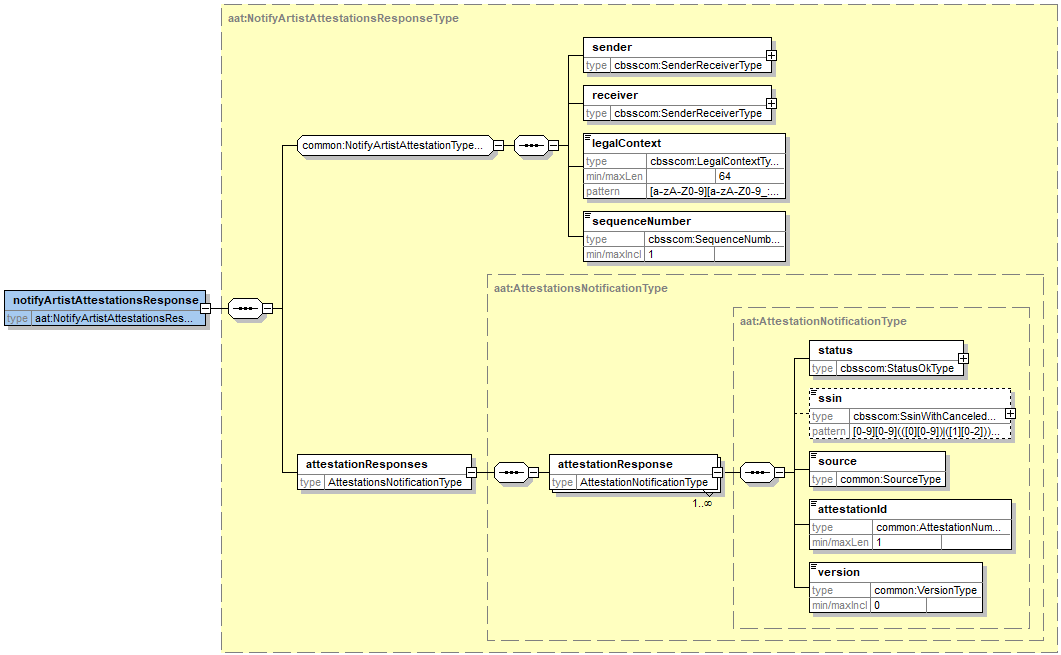 aat:NotifyArtistAttestationsResponseType
sender
type cbsscom:SenderReceiverType
receiver
type cbsscom:SenderReceiverType
common:NotifyArtistAttestationType...
legalContext
type cbsscom:LegalContextTy...
min/maxLen 64
pattern [a-zA-Z0-9][a-zA-Z0-9_:...
sequenceNumber
type cbsscom:SequenceNumb...
min/maxIncl 1
notifyArtistAttestationsResponse
type aat:NotifyArtistAttestationsRes...
aat:AttestationsNotificationType
aat:AttestationNotificationType
status
type cbsscom:StatusOkType
ssin
type cbsscom:SsinWithCanceled...
pattern [0-9][0-9](([0][0-9])|([1][0-2]))...
attestationResponses
type AttestationsNotificationType
attestationResponse
type AttestationNotificationType
1..∞
source
type common:SourceType
attestationId
type common:AttestationNum...
min/maxLen 1
version
type common:VersionType
min/maxIncl 0